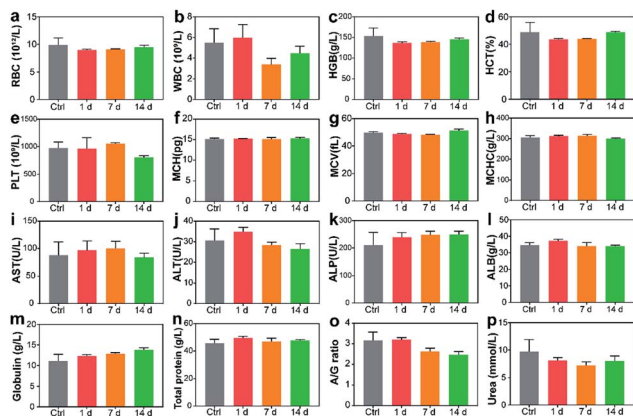 a b c d
RBC (10¹²/L) 15 10 5 0 Ctrl 1 d 7 d 14 d
WBC (10⁹/L) 8 6 4 2 0 Ctrl 1 d 7 d 14 d
HGB(g/L) 200 150 100 50 0 Ctrl 1 d 7 d 14 d
HCT(%) 60 40 20 0 Ctrl 1 d 7 d 14 d
e f g h
PLT (10⁹/L) 1500 1000 500 0 Ctrl 1 d 7 d 14 d
MCH(pg) 20 15 10 5 0 Ctrl 1 d 7 d 14 d
MCV(fL) 60 40 20 0 Ctrl 1 d 7 d 14 d
MCHC(g/L) 400 300 200 100 0 Ctrl 1 d 7 d 14 d
i j k l
AST(U/L) 150 100 50 0 Ctrl 1 d 7 d 14 d
ALT(U/L) 40 30 20 10 0 Ctrl 1 d 7 d 14 d
ALP(U/L) 300 200 100 0 Ctrl 1 d 7 d 14 d
ALB(g/L) 50 40 30 20 10 0 Ctrl 1 d 7 d 14 d
m n o p
Globulin (g/L) 20 15 10 5 0 Ctrl 1 d 7 d 14 d
Total protein (g/L) 80 60 40 20 0 Ctrl 1 d 7 d 14 d
A/G ratio 4 3 2 1 0 Ctrl 1 d 7 d 14 d
Urea (mmol/L) 15 10 5 0 Ctrl 1 d 7 d 14 d